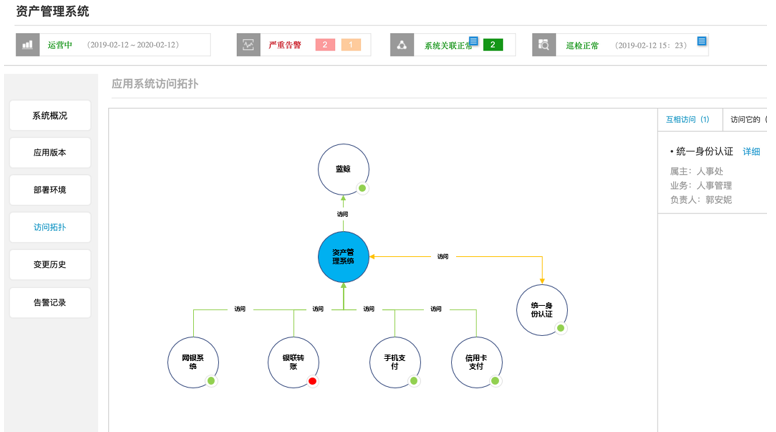 资产管理系统
运营中 （2019-02-12 ~ 2020-02-12）
严重告警 2 1
系统关联正常 2
巡检正常 （2019-02-12 15：23）
应用系统访问拓扑
系统概况
应用版本
部署环境
访问拓扑
变更历史
告警记录
蓝鲸
访问
资产管
理系统
访问
统一身
份认证
访问
访问
访问
访问
网银系
统
银联转
账
手机支
付
信用卡
支付
互相访问（1）
访问它的（
• 统一身份认证 详细
属主：人事处
业务：人事管理
负责人：郭安妮